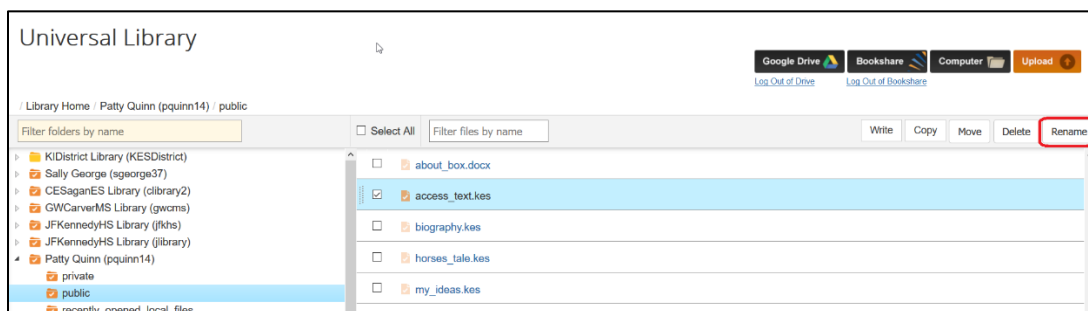 Universal Library
Google Drive Bookshare Computer Upload
Log Out of Drive Log Out of Bookshare
/ Library Home / Patty Quinn (pquinn14) / public
Filter folders by name Select All Filter files by name Write Copy Move Delete Rename
KIDistrict Library (KESDistrict)
Sally George (sgeorge37)
CESaganES Library (clibrary2)
GWCarverMS Library (gwcms)
JFKennedyHS Library (jfkhs)
JFKennedyHS Library (jlibrary)
Patty Quinn (pquinn14)
private
public
recently_opened_local_files
about_box.docx
access_text.kes
biography.kes
horses_tale.kes
my_ideas.kes